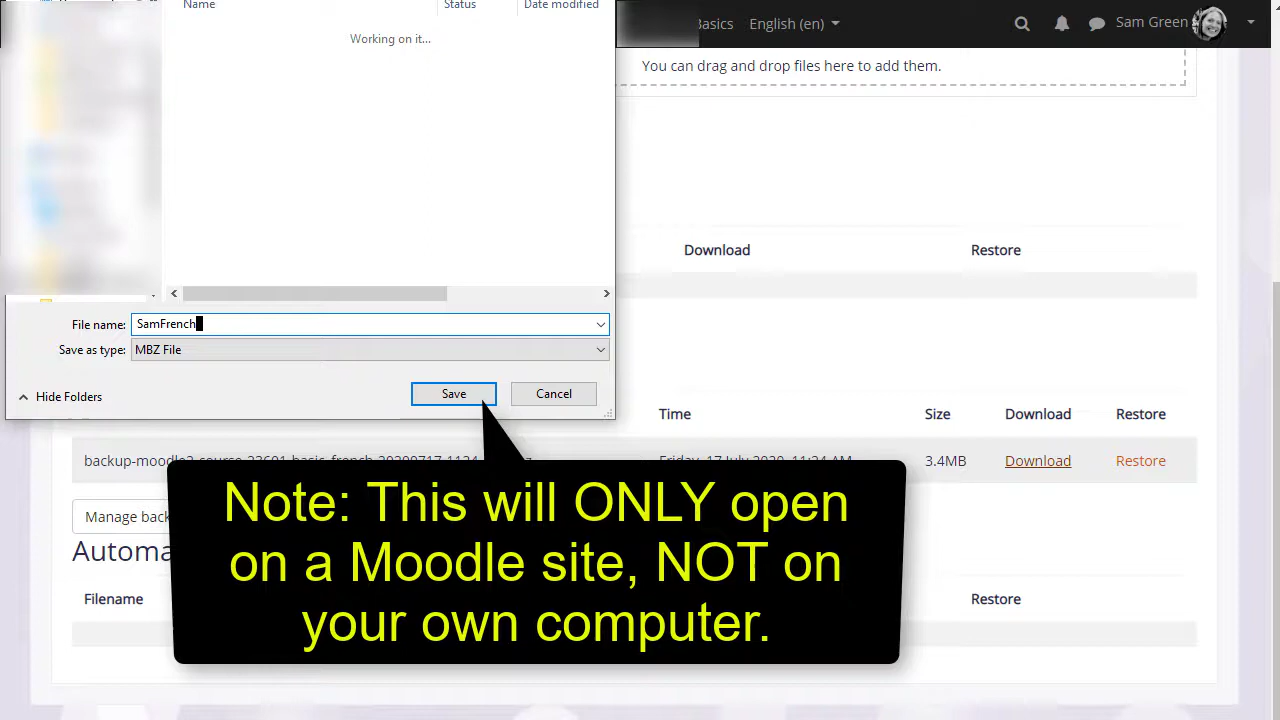 Name Status Date modified
Working on it...
Basics English (en) Sam Green
You can drag and drop files here to add them.
Download Restore
File name: SamFrench
Save as type: MBZ File
Hide Folders Save Cancel
Time Size Download Restore
3.4MB Download Restore
Manage
Note: This will ONLY open
on a Moodle site, NOT on
your own computer.
Filename Restore